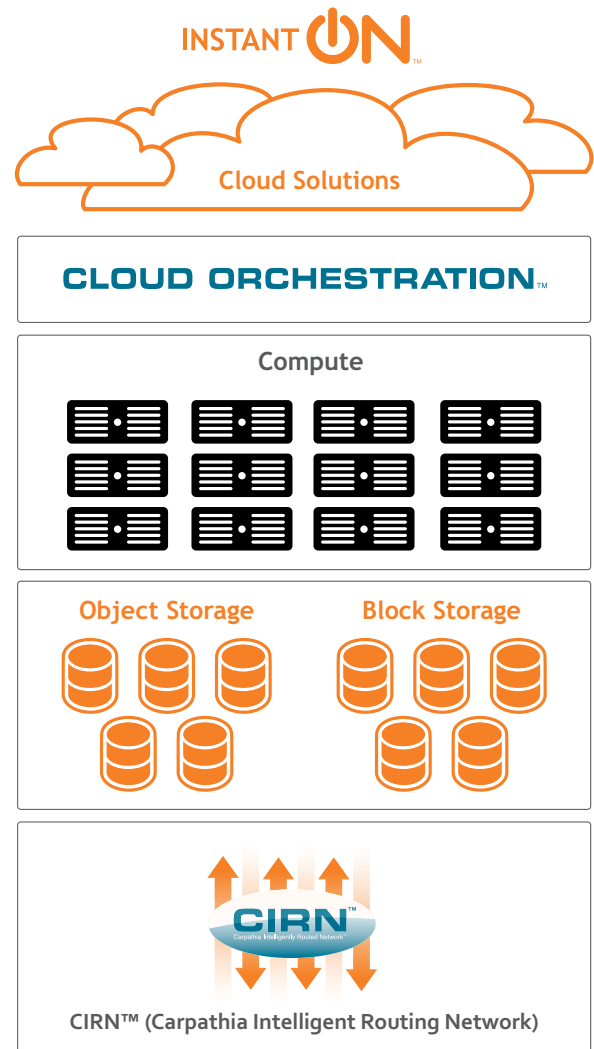 INSTANT ON™
Cloud Solutions
CLOUD ORCHESTRATION™
Compute
Object Storage Block Storage
CIRN™
Carpathia Intelligently Routed Network™
CIRN™ (Carpathia Intelligent Routing Network)